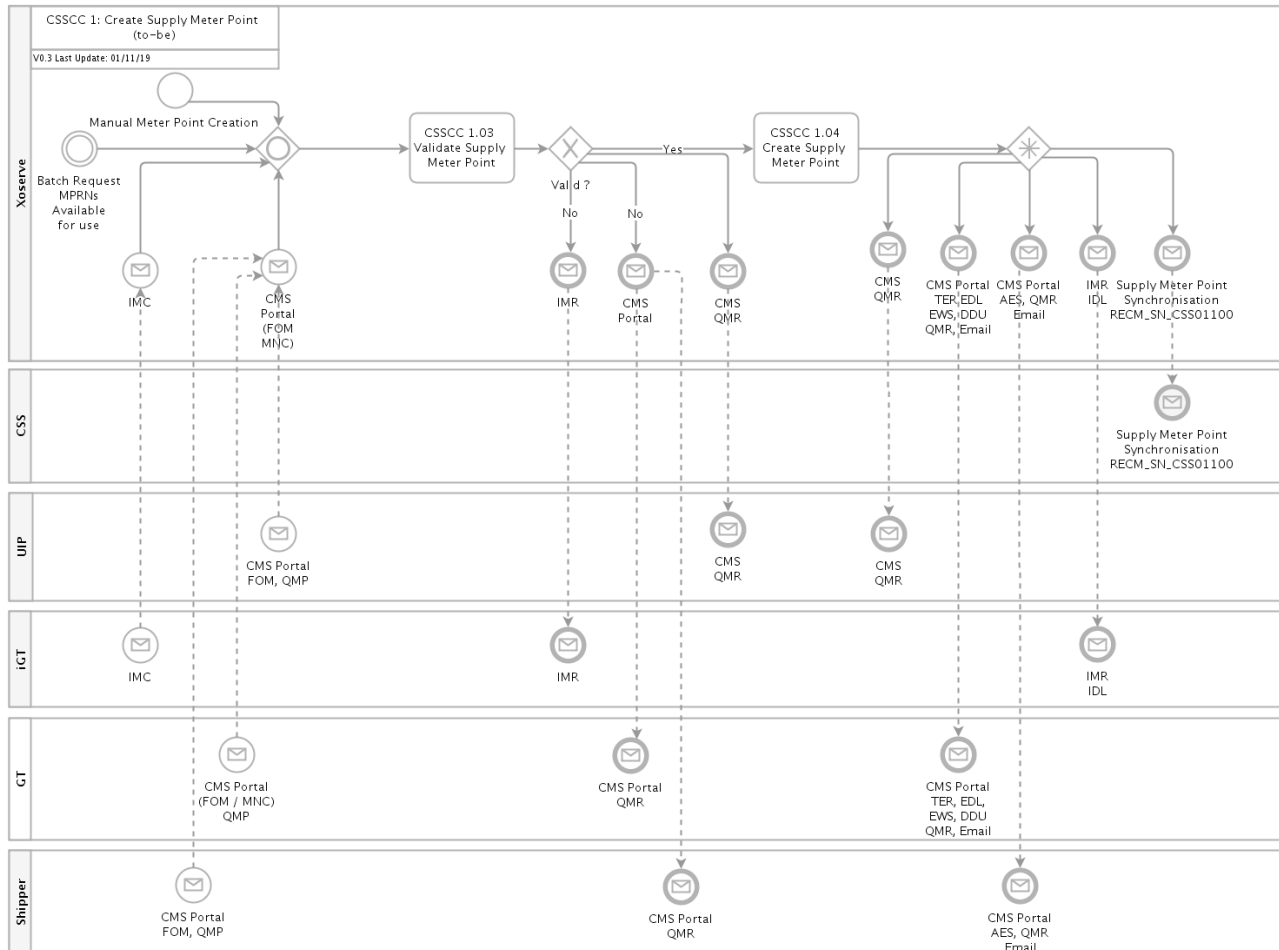 CSSCC 1: Create Supply Meter Point
(to-be)
V0.3 Last Update: 01/11/19
Xoserve
Manual Meter Point Creation
Batch Request
MPRNs
Available
for use
CSSCC 1.03
Validate Supply
Meter Point
Valid ?
Yes
No
No
CSSCC 1.04
Create Supply
Meter Point
IMC
CMS
Portal
(FOM
MNC)
IMR
CMS
Portal
CMS
QMR
CMS
QMR
CMS Portal
TER, EDL
EWS, DDU
QMR, Email
CMS Portal
AES, QMR
Email
IMR
IDL
Supply Meter Point
Synchronisation
RECM_SN_CSS01100
CSS
Supply Meter Point
Synchronisation
RECM_SN_CSS01100
UIP
CMS Portal
FOM, QMP
CMS
QMR
CMS
QMR
iGT
IMC
IMR
IMR
IDL
GT
CMS Portal
(FOM / MNC)
QMP
CMS Portal
QMR
CMS Portal
TER, EDL,
EWS, DDU
QMR, Email
Shipper
CMS Portal
FOM, QMP
CMS Portal
QMR
CMS Portal
AES, QMR
Email